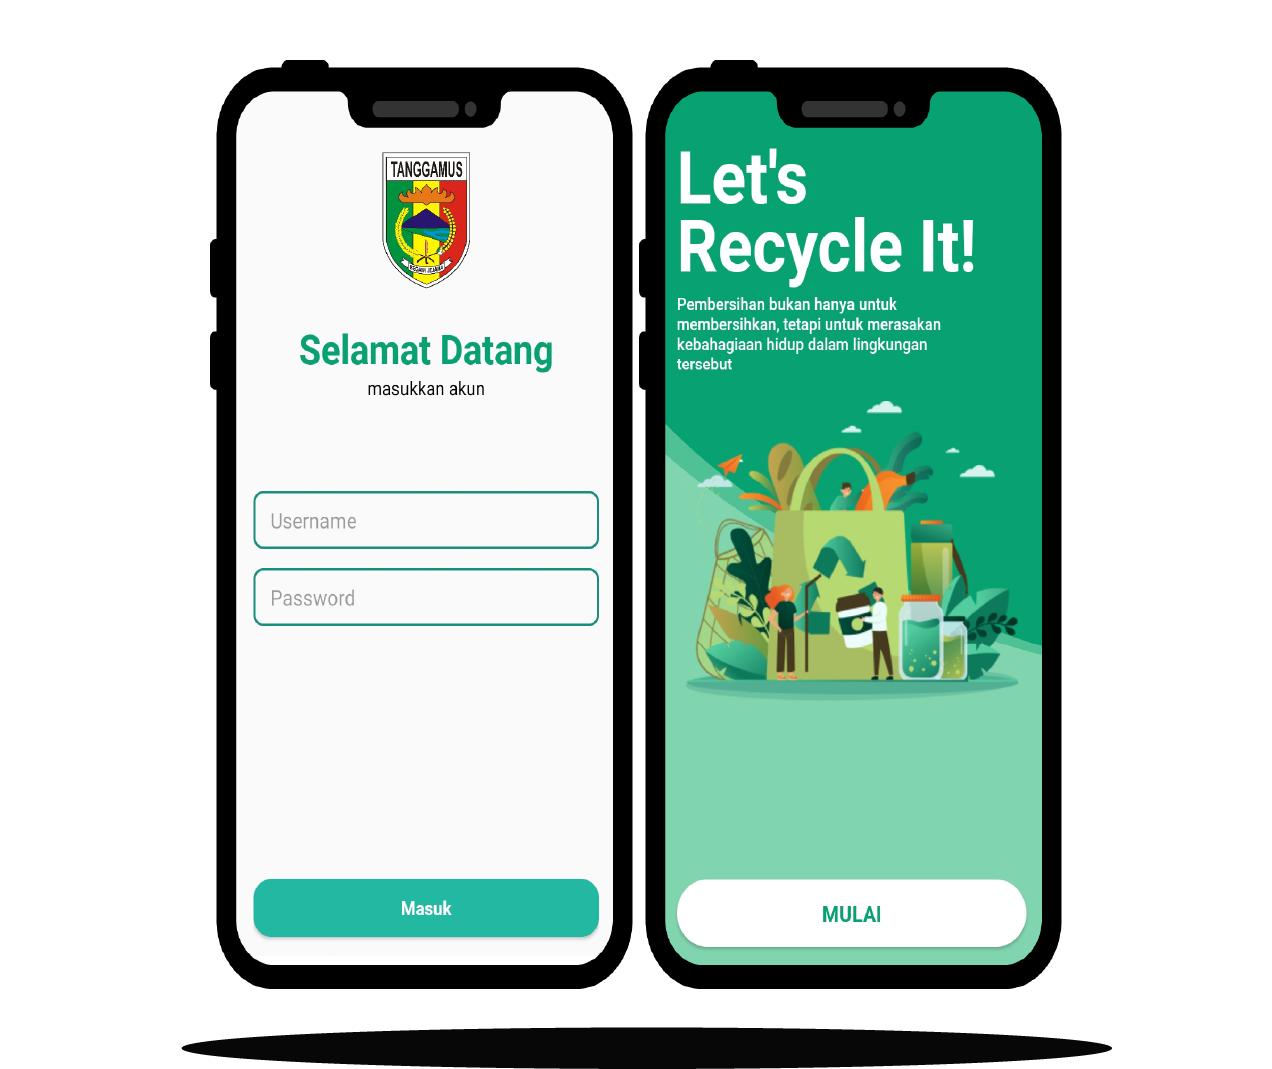 TANGGAMUS
Selamat Datang
masukkan akun
Username
Password
Masuk
Let's
Recycle It!
Pembersihan bukan hanya untuk
membersihkan, tetapi untuk merasakan
kebahagiaan hidup dalam lingkungan
tersebut
MULAI